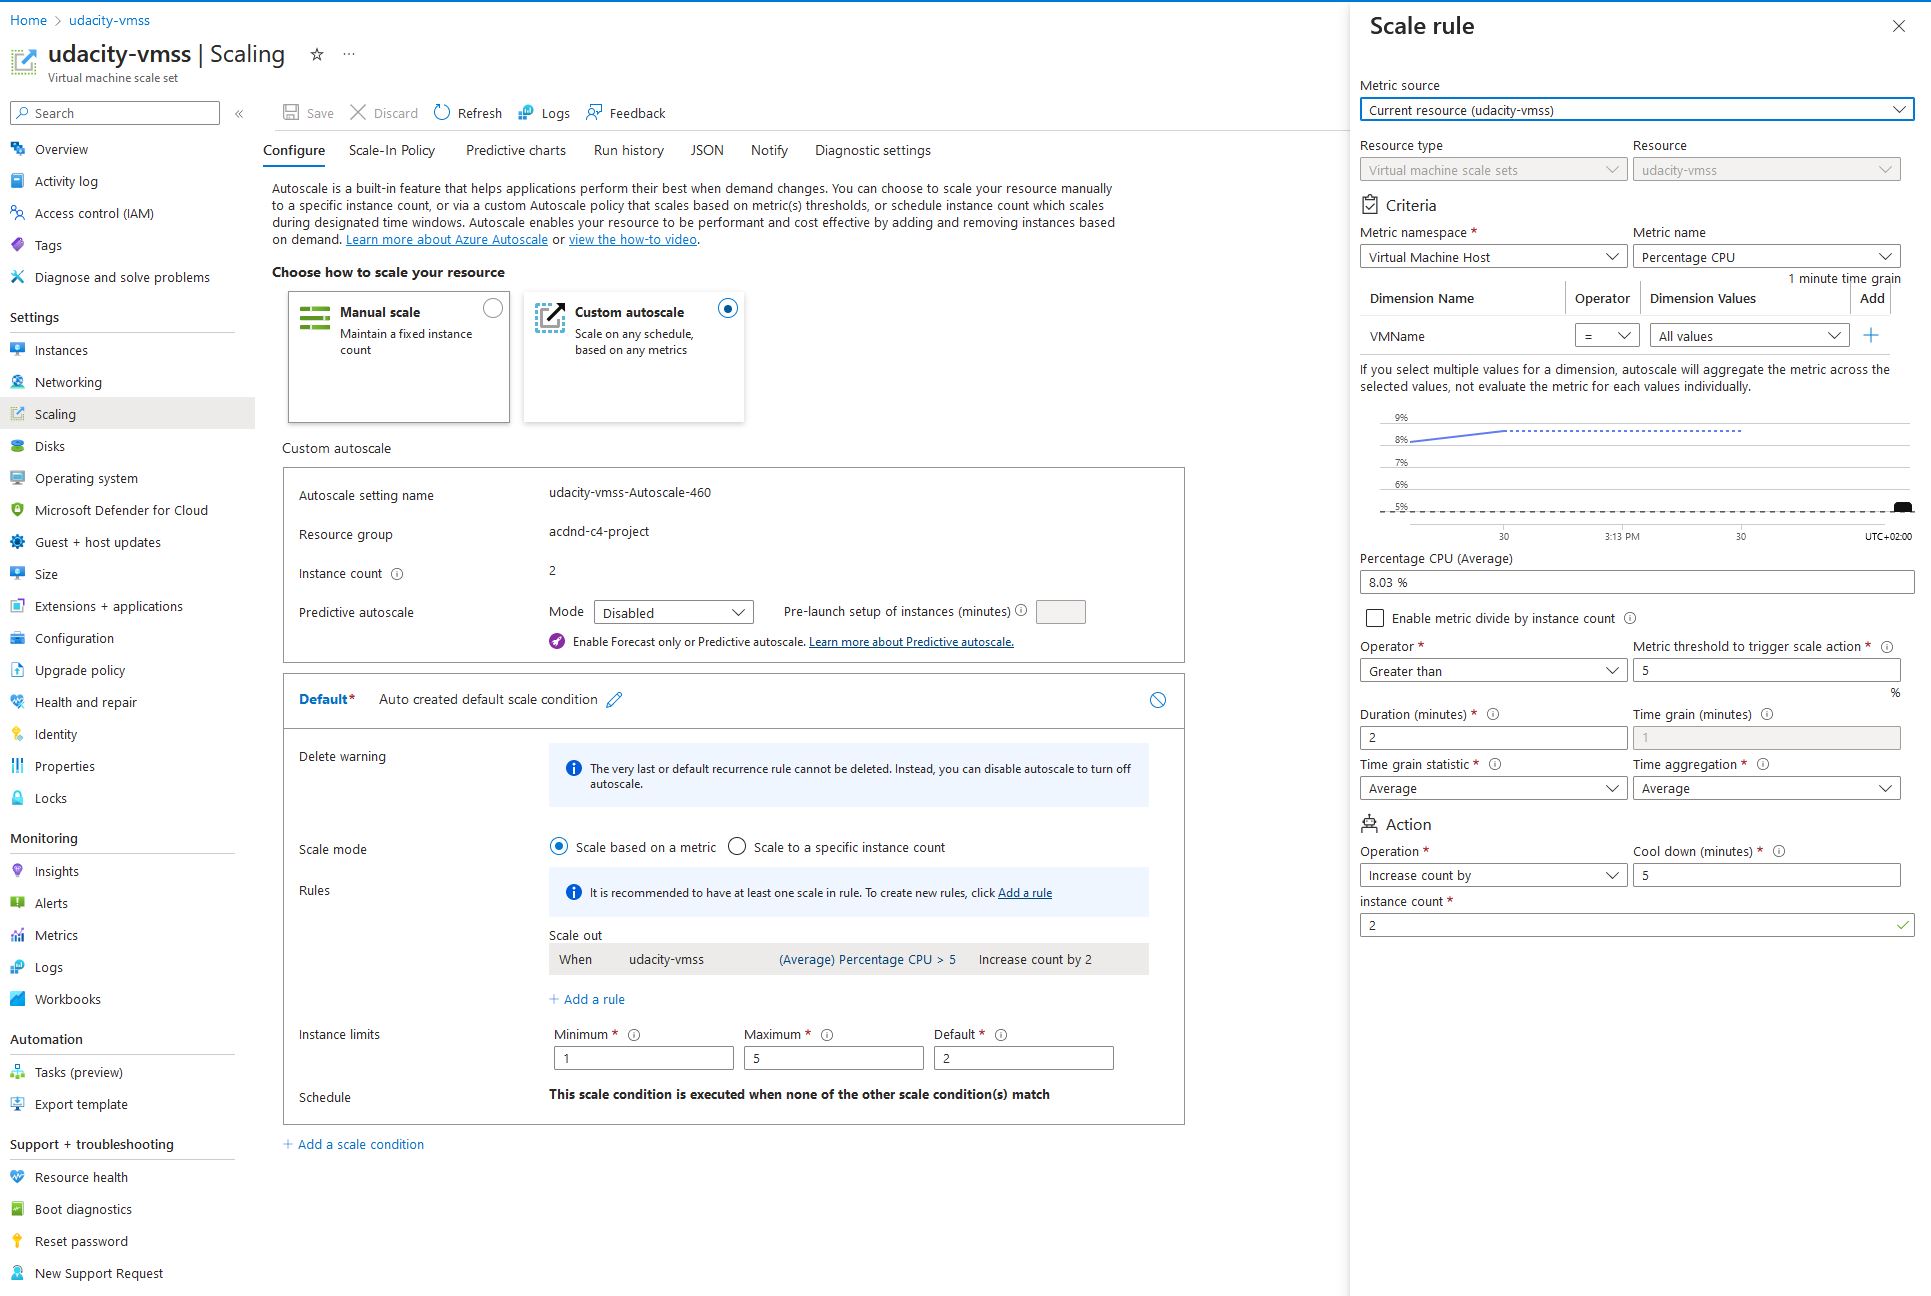 Home > udacity-vmss
udacity-vmss | Scaling
Virtual machine scale set
Search
Overview
Activity log
Access control (IAM)
Tags
Diagnose and solve problems
Settings
Instances
Networking
Scaling
Disks
Operating system
Microsoft Defender for Cloud
Guest + host updates
Size
Extensions + applications
Configuration
Upgrade policy
Health and repair
Identity
Properties
Locks
Monitoring
Insights
Alerts
Metrics
Logs
Workbooks
Automation
Tasks (preview)
Export template
Support + troubleshooting
Resource health
Boot diagnostics
Reset password
New Support Request
Save Discard Refresh Logs Feedback
Configure Scale-In Policy Predictive charts Run history JSON Notify Diagnostic settings
Autoscale is a built-in feature that helps applications perform their best when demand changes. You can choose to scale your resource manually
to a specific instance count, or via a custom Autoscale policy that scales based on metric(s) thresholds, or schedule instance count which scales
during designated time windows. Autoscale enables your resource to be performant and cost effective by adding and removing instances based
on demand. Learn more about Azure Autoscale or view the how-to video.
Choose how to scale your resource
Manual scale
Maintain a fixed instance
count
Custom autoscale
Scale on any schedule,
based on any metrics
Custom autoscale
Autoscale setting name udacity-vmss-Autoscale-460
Resource group acdnd-c4-project
Instance count 2
Predictive autoscale Mode Disabled Pre-launch setup of instances (minutes)
Enable Forecast only or Predictive autoscale. Learn more about Predictive autoscale.
Default* Auto created default scale condition
Delete warning
The very last or default recurrence rule cannot be deleted. Instead, you can disable autoscale to turn off
autoscale.
Scale mode Scale based on a metric Scale to a specific instance count
Rules It is recommended to have at least one scale in rule. To create new rules, click Add a rule
Scale out
When udacity-vmss (Average) Percentage CPU > 5 Increase count by 2
+ Add a rule
Instance limits Minimum * Maximum * Default *
1 5 2
Schedule This scale condition is executed when none of the other scale condition(s) match
+ Add a scale condition
Scale rule
Metric source
Current resource (udacity-vmss)
Resource type Resource
Virtual machine scale sets udacity-vmss
Criteria
Metric namespace * Metric name
Virtual Machine Host Percentage CPU
1 minute time grain
Dimension Name Operator Dimension Values Add
VMName = All values +
If you select multiple values for a dimension, autoscale will aggregate the metric across the
selected values, not evaluate the metric for each values individually.
9%
8%
7%
6%
5%
30 3:13 PM 30 UTC+02:00
Percentage CPU (Average)
8.03 %
Enable metric divide by instance count
Operator * Metric threshold to trigger scale action *
Greater than 5
%
Duration (minutes) * Time grain (minutes)
2 1
Time grain statistic * Time aggregation *
Average Average
Action
Operation * Cool down (minutes) *
Increase count by 5
instance count *
2